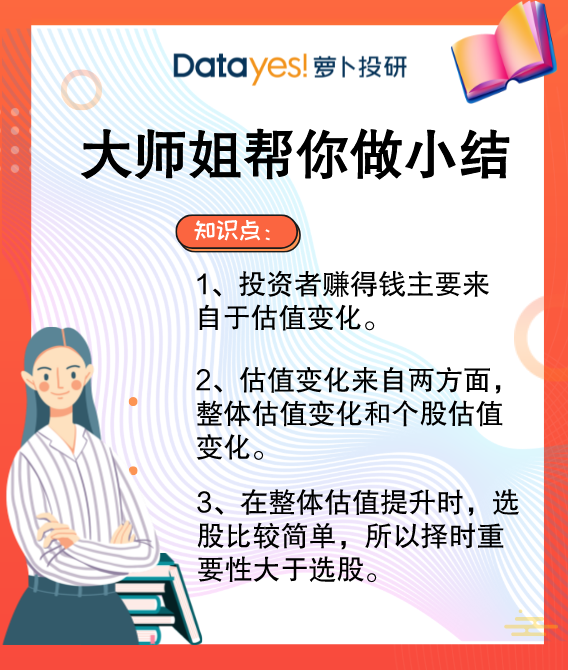 Datayes! 萝卜投研
大师姐帮你做小结
知识点：
1、投资者赚得钱主要来
自于估值变化。
2、估值变化来自两方面，
整体估值变化和个股估值
变化。
3、在整体估值提升时，选
股比较简单，所以择时重
要性大于选股。